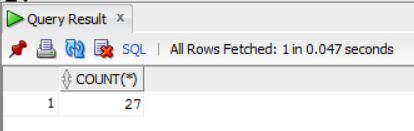 Query Result x
SQL | All Rows Fetched: 1 in 0.047 seconds
COUNT(*)
1 27